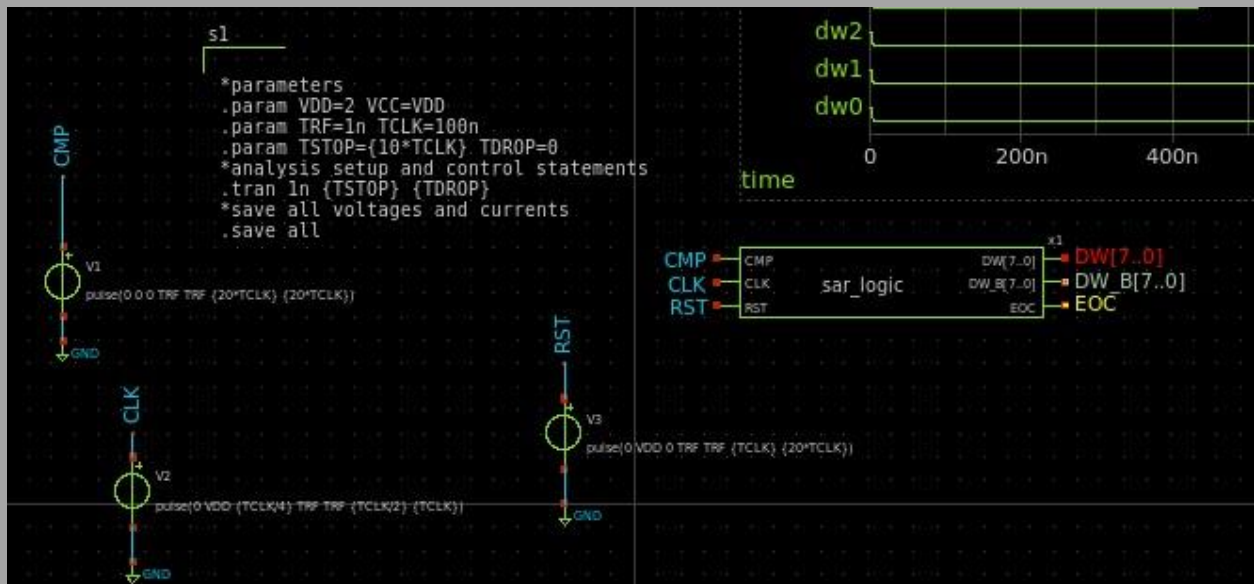 s1
*parameters
.param VDD=2 VCC=VDD
.param TRF=1n TCLK=100n
.param TSTOP={10*TCLK} TDROP=0
*analysis setup and control statements
.tran 1n {TSTOP} {TDROP}
*save all voltages and currents
.save all
dw2
dw1
dw0
0 200n 400n
time
CMP
V1
pulse(0 0 0 TRF TRF {20*TCLK} {20*TCLK})
GND
x1
CMP CMP DW[7..0] DW[7..0]
CLK CLK sar_logic DW_B[7..0] DW_B[7..0]
RST RST EOC EOC
CLK
V2
pulse(0 VDD {TCLK/4} TRF TRF {TCLK/2} {TCLK})
GND
RST
V3
pulse(0 VDD 0 TRF TRF {TCLK} {20*TCLK})
GND